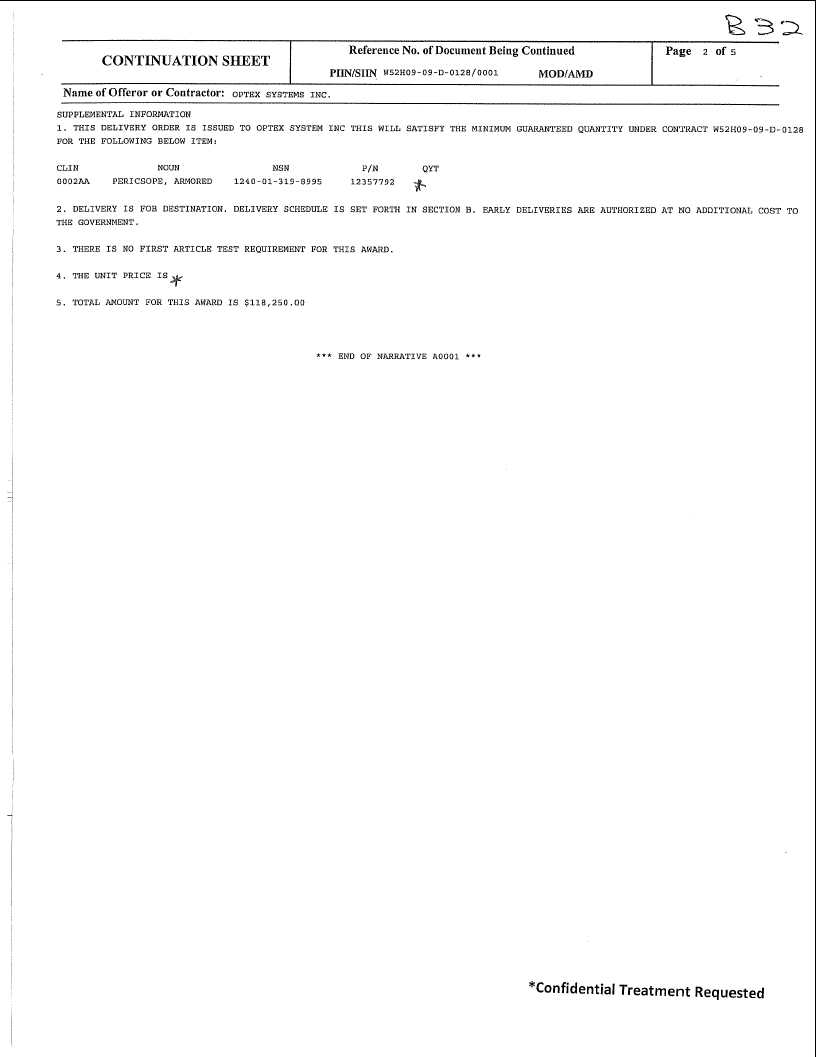 B 32
CONTINUATION SHEET
Reference No. of Document Being Continued
PIIN/SIIN W52H09-09-D-0128/0001 MOD/AMD
Page 2 of 5
Name of Offeror or Contractor: OPTEX SYSTEMS INC.
SUPPLEMENTAL INFORMATION
1. THIS DELIVERY ORDER IS ISSUED TO OPTEX SYSTEM INC THIS WILL SATISFY THE MINIMUM GUARANTEED QUANTITY UNDER CONTRACT W52H09-09-D-0128
FOR THE FOLLOWING BELOW ITEM:
CLIN NOUN NSN P/N QYT
0002AA PERICSOPE, ARMORED 1240-01-319-8995 12357792 *
2. DELIVERY IS FOB DESTINATION. DELIVERY SCHEDULE IS SET FORTH IN SECTION B. EARLY DELIVERIES ARE AUTHORIZED AT NO ADDITIONAL COST TO
THE GOVERNMENT.
3. THERE IS NO FIRST ARTICLE TEST REQUIREMENT FOR THIS AWARD.
4. THE UNIT PRICE IS *
5. TOTAL AMOUNT FOR THIS AWARD IS $118,250.00
*** END OF NARRATIVE A0001 ***
*Confidential Treatment Requested